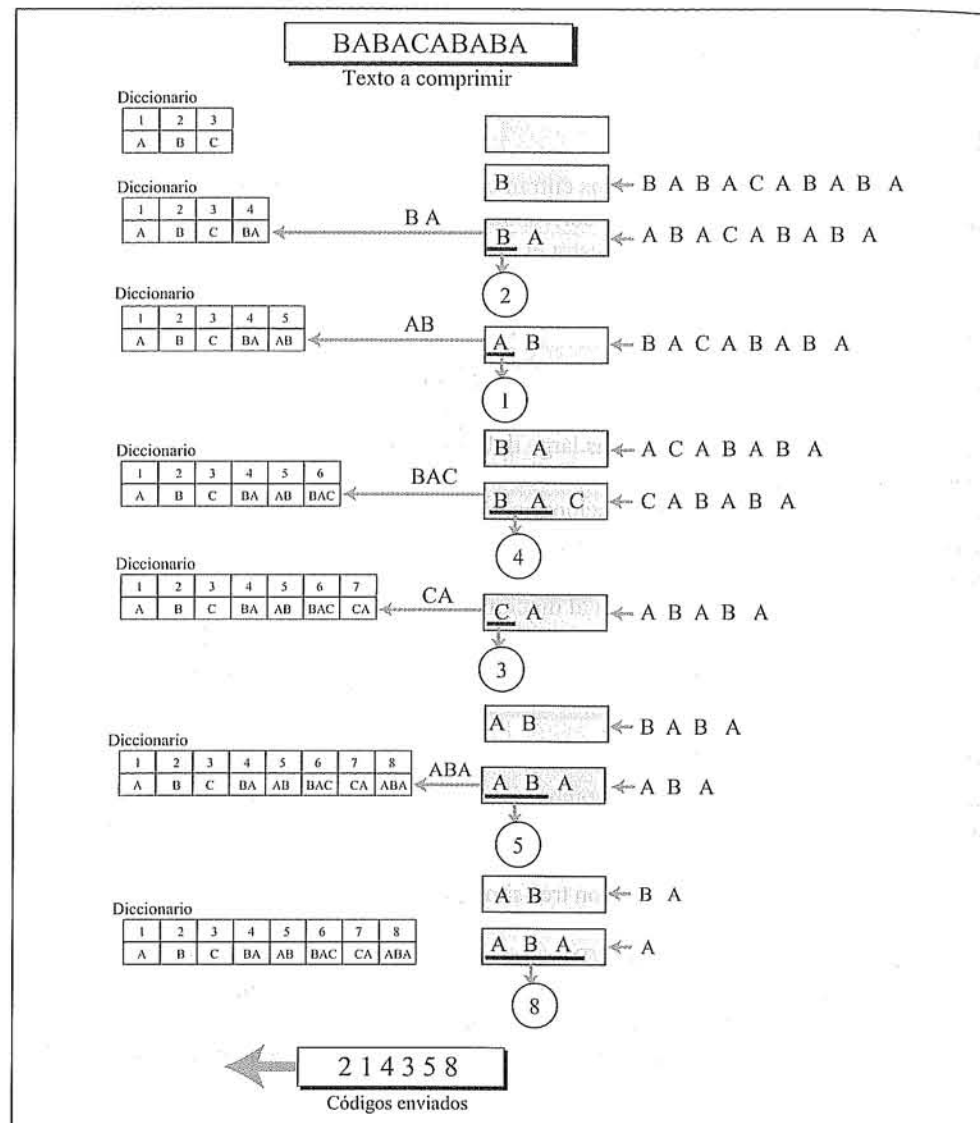 BABACABABA
Texto a comprimir
Diccionario
1 2 3
A B C
B B A B A C A B A B A
Diccionario
1 2 3 4
A B C BA
B A
B A A B A C A B A B A
2
Diccionario
1 2 3 4 5
A B C BA AB
AB
A B B A C A B A B A
1
B A A C A B A B A
Diccionario
1 2 3 4 5 6
A B C BA AB BAC
BAC
B A C C A B A B A
4
Diccionario
1 2 3 4 5 6 7
A B C BA AB BAC CA
CA
C A A B A B A
3
A B B A B A
Diccionario
1 2 3 4 5 6 7 8
A B C BA AB BAC CA ABA
ABA
A B A A B A
5
A B B A
Diccionario
1 2 3 4 5 6 7 8
A B C BA AB BAC CA ABA
A B A A
8
2 1 4 3 5 8
Códigos enviados